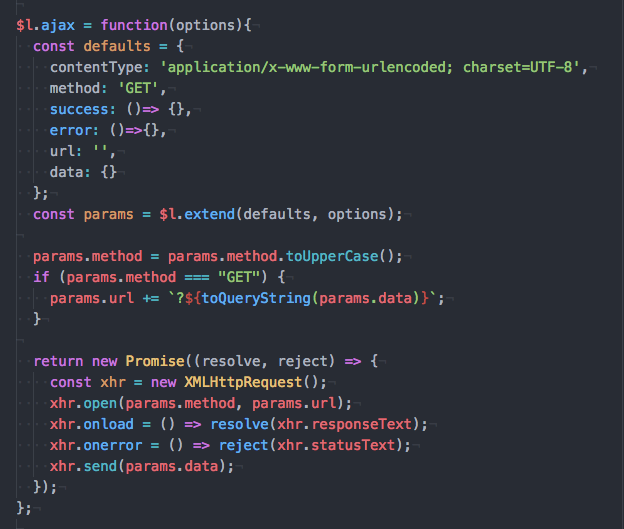 $l.ajax = function(options){
  const defaults = {
    contentType: 'application/x-www-form-urlencoded; charset=UTF-8',
    method: 'GET',
    success: ()=> {},
    error: ()=>{},
    url: '',
    data: {}
  };
  const params = $l.extend(defaults, options);

  params.method = params.method.toUpperCase();
  if (params.method === "GET") {
    params.url += `?${toQueryString(params.data)}`;
  }

  return new Promise((resolve, reject) => {
    const xhr = new XMLHttpRequest();
    xhr.open(params.method, params.url);
    xhr.onload = () => resolve(xhr.responseText);
    xhr.onerror = () => reject(xhr.statusText);
    xhr.send(params.data);
  });
};